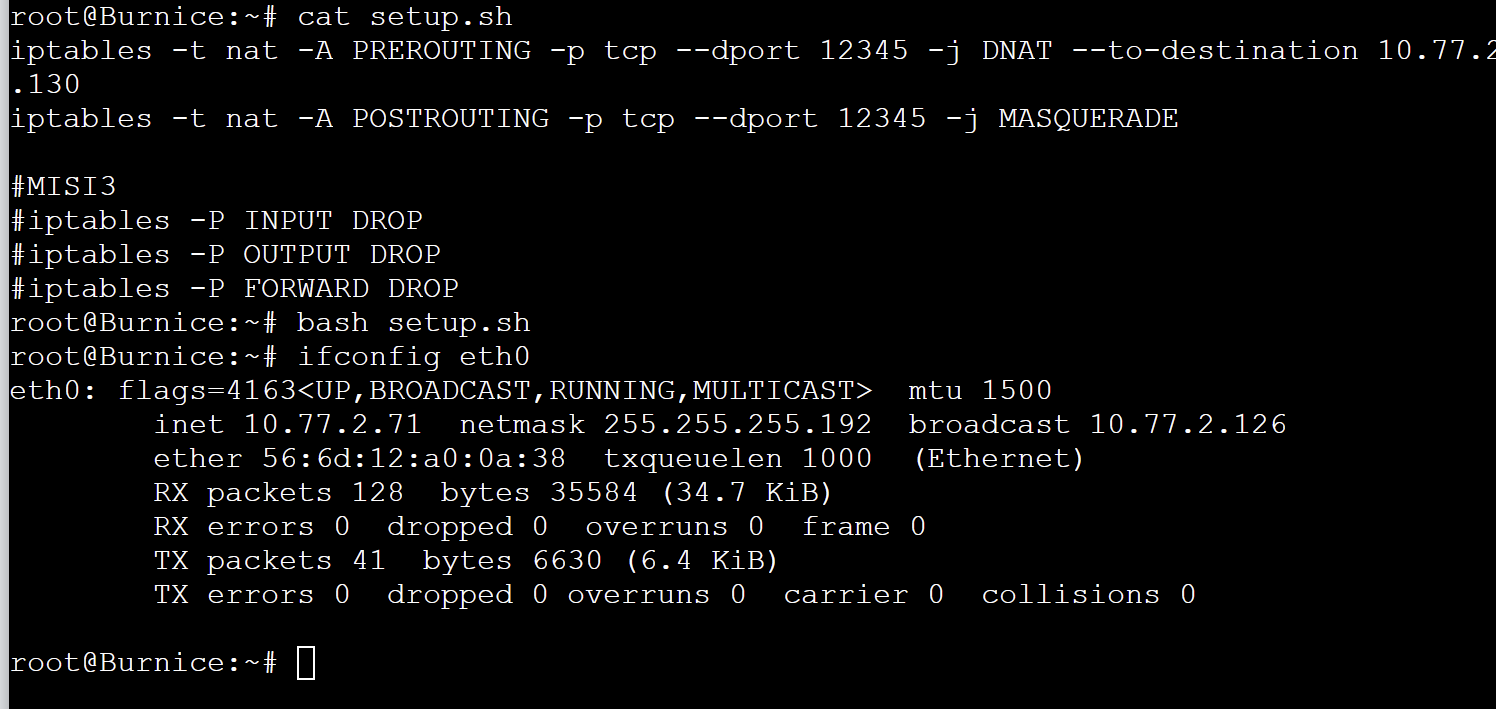 root@Burnice:~# cat setup.sh
iptables -t nat -A PREROUTING -p tcp --dport 12345 -j DNAT --to-destination 10.77.2
.130
iptables -t nat -A POSTROUTING -p tcp --dport 12345 -j MASQUERADE
#MISI3
#iptables -P INPUT DROP
#iptables -P OUTPUT DROP
#iptables -P FORWARD DROP
root@Burnice:~# bash setup.sh
root@Burnice:~# ifconfig eth0
eth0: flags=4163<UP,BROADCAST,RUNNING,MULTICAST>  mtu 1500
        inet 10.77.2.71  netmask 255.255.255.192  broadcast 10.77.2.126
        ether 56:6d:12:a0:0a:38  txqueuelen 1000  (Ethernet)
        RX packets 128  bytes 35584 (34.7 KiB)
        RX errors 0  dropped 0  overruns 0  frame 0
        TX packets 41  bytes 6630 (6.4 KiB)
        TX errors 0  dropped 0 overruns 0  carrier 0  collisions 0
root@Burnice:~#